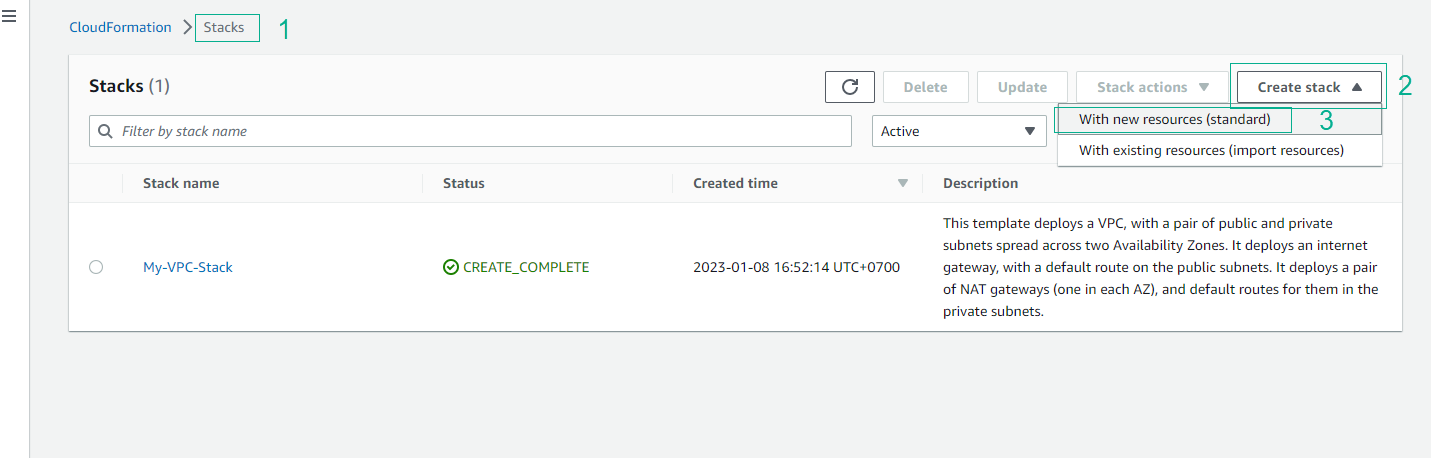 CloudFormation > Stacks 1
Stacks (1)
Delete
Update
Stack actions
Create stack
2
Filter by stack name
Active
With new resources (standard)
3
With existing resources (import resources)
Stack name
Status
Created time
Description
My-VPC-Stack
CREATE_COMPLETE
2023-01-08 16:52:14 UTC+0700
This template deploys a VPC, with a pair of public and private
subnets spread across two Availability Zones. It deploys an internet
gateway, with a default route on the public subnets. It deploys a pair
of NAT gateways (one in each AZ), and default routes for them in the
private subnets.